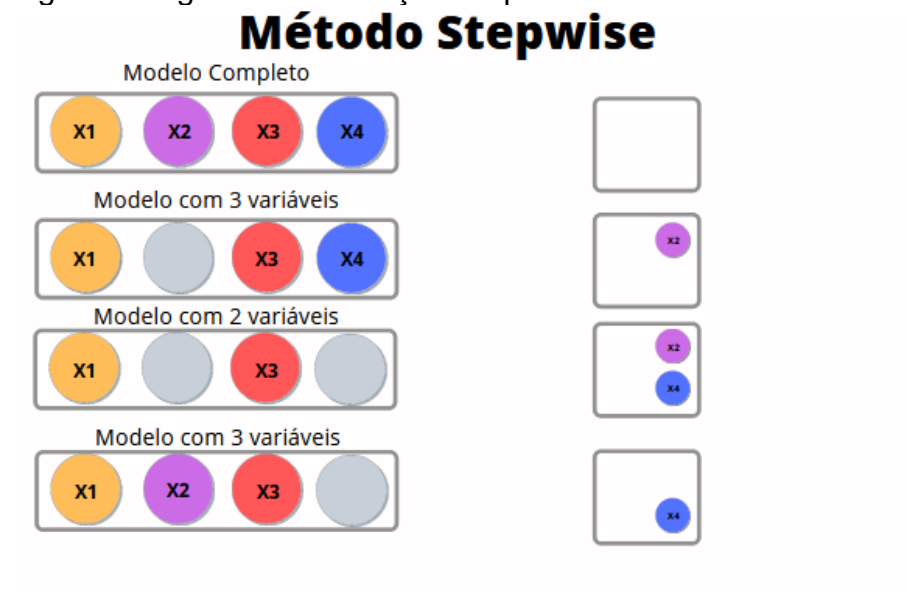 Método Stepwise
Modelo Completo
X1 X2 X3 X4
Modelo com 3 variáveis
X1 X3 X4
X2
Modelo com 2 variáveis
X1 X3
X2
X4
Modelo com 3 variáveis
X1 X2 X3
X4